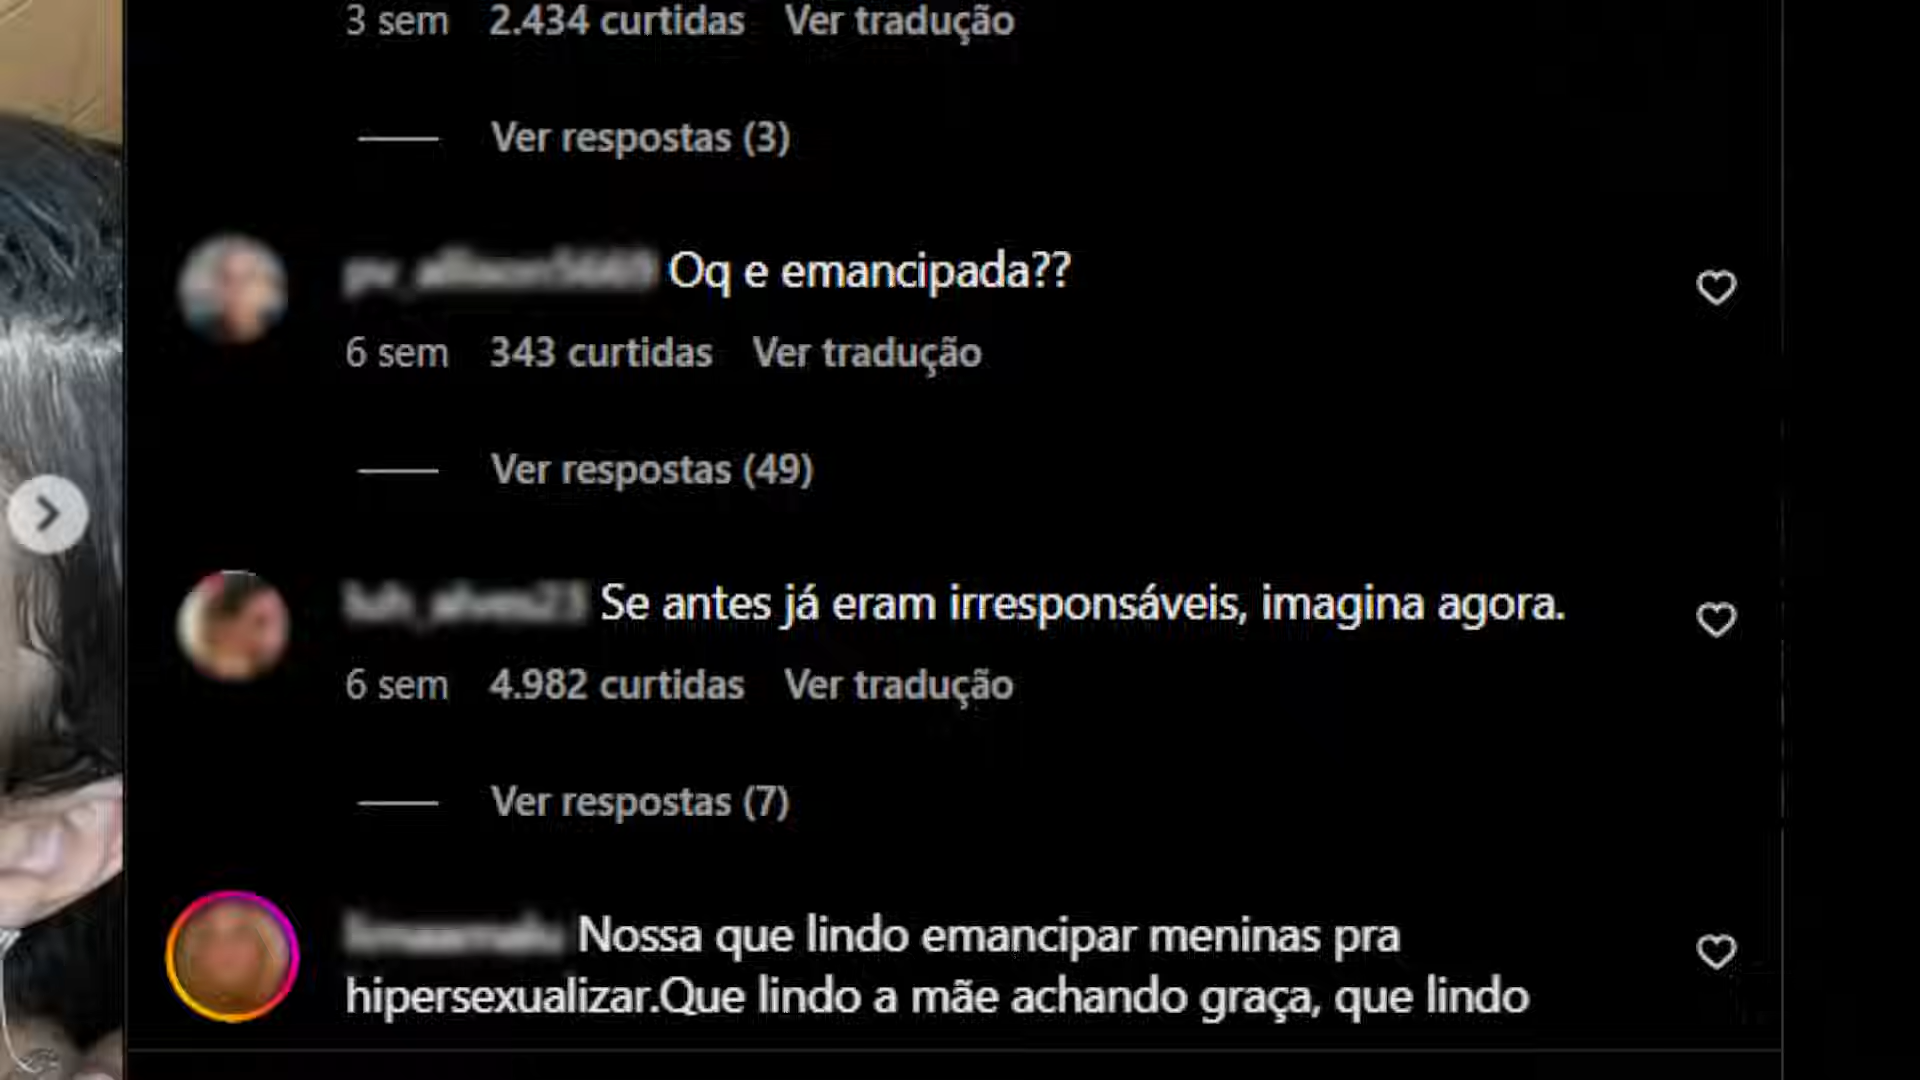 3 sem 2.434 curtidas Ver tradução
Ver respostas (3)
Oq e emancipada??
6 sem 343 curtidas Ver tradução
Ver respostas (49)
Se antes já eram irresponsáveis, imagina agora.
6 sem 4.982 curtidas Ver tradução
Ver respostas (7)
Nossa que lindo emancipar meninas pra
hipersexualizar.Que lindo a mãe achando graça, que lindo